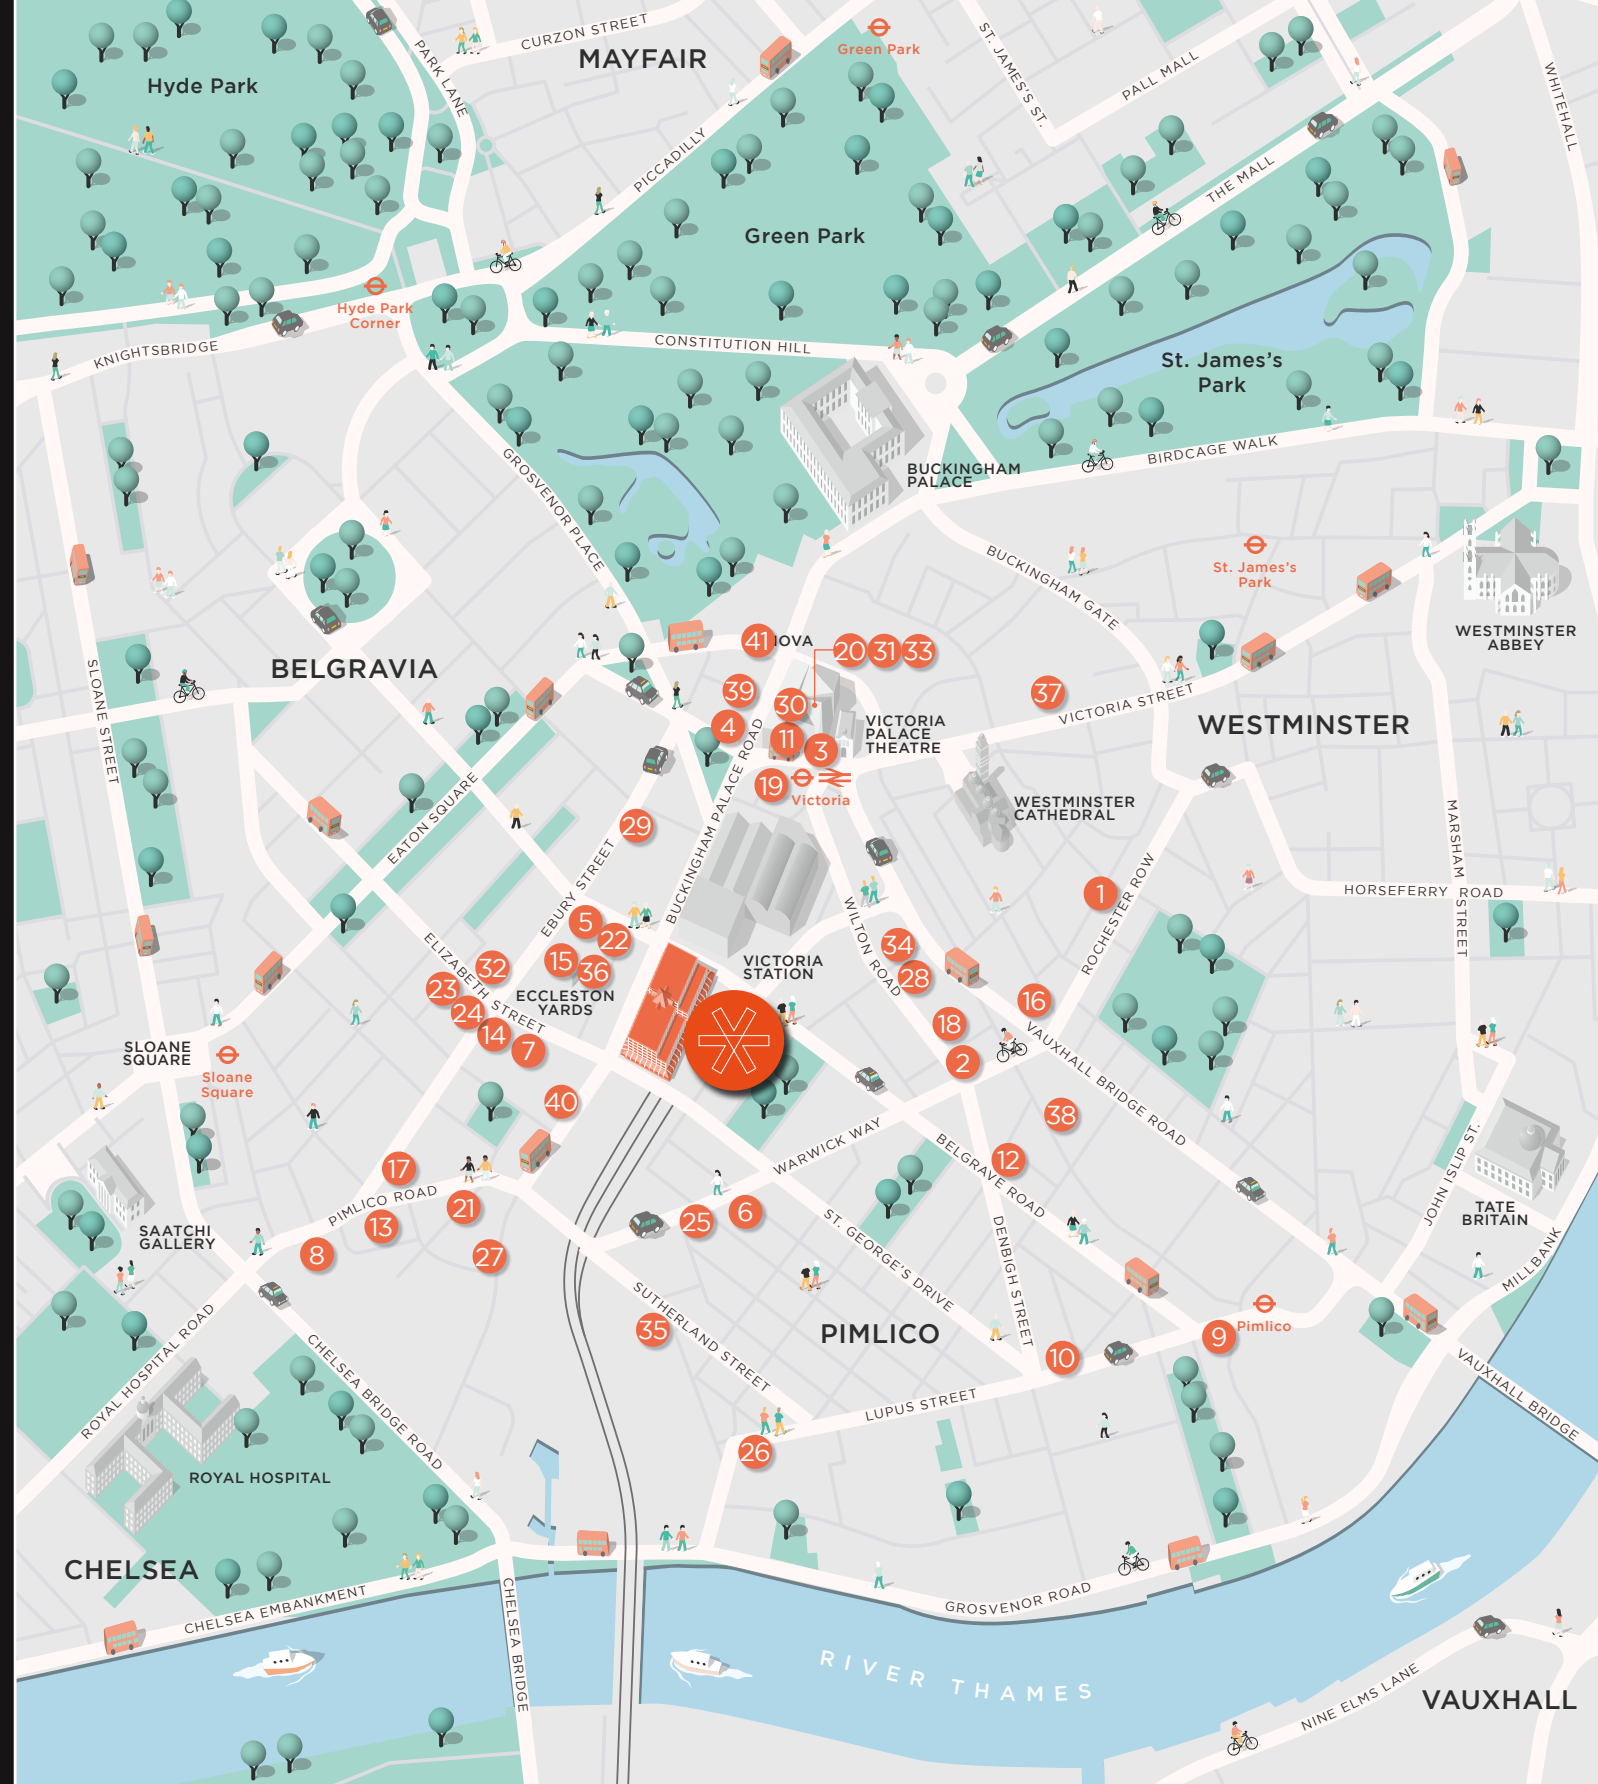 CURZON STREET
MAYFAIR
Green Park
ST. JAMES'S ST.
PALL MALL
WHITEHALL
Hyde Park
PARK LANE
PICCADILLY
THE MALL
Green Park
Hyde Park
Corner
KNIGHTSBRIDGE
CONSTITUTION HILL
St. James's
Park
BIRDCAGE WALK
BUCKINGHAM
PALACE
GROSVENOR PLACE
BUCKINGHAM GATE
St. James's
Park
WESTMINSTER
ABBEY
BELGRAVIA
SLOANE STREET
41
IOVA
20
31
33
39
30
37
4
11
3
VICTORIA
PALACE
THEATRE
VICTORIA STREET
WESTMINSTER
19
Victoria
BUCKINGHAM PALACE ROAD
WESTMINSTER
CATHEDRAL
EATON SQUARE
29
EBURY STREET
MARSHAM STREET
HORSEFERRY ROAD
1
ROCHESTER ROW
WILTON ROAD
5
22
15
36
ECCLESTON
YARDS
VICTORIA
STATION
34
28
ELIZABETH STREET
32
23
24
14
7
16
18
2
VAUXHALL BRIDGE ROAD
SLOANE
SQUARE
Sloane
Square
40
38
WARWICK WAY
BELGRAVE ROAD
12
JOHN ISLIP ST.
TATE
BRITAIN
MILLBANK
17
PIMLICO ROAD
21
13
8
27
SAATCHI
GALLERY
25
6
ST. GEORGE'S DRIVE
DENBIGH STREET
ROYAL HOSPITAL ROAD
CHELSEA BRIDGE ROAD
35
SUTHERLAND STREET
PIMLICO
9
Pimlico
10
LUPUS STREET
VAUXHALL BRIDGE
26
ROYAL HOSPITAL
CHELSEA
CHELSEA EMBANKMENT
CHELSEA BRIDGE
GROSVENOR ROAD
RIVER THAMES
NINE ELMS LANE
VAUXHALL